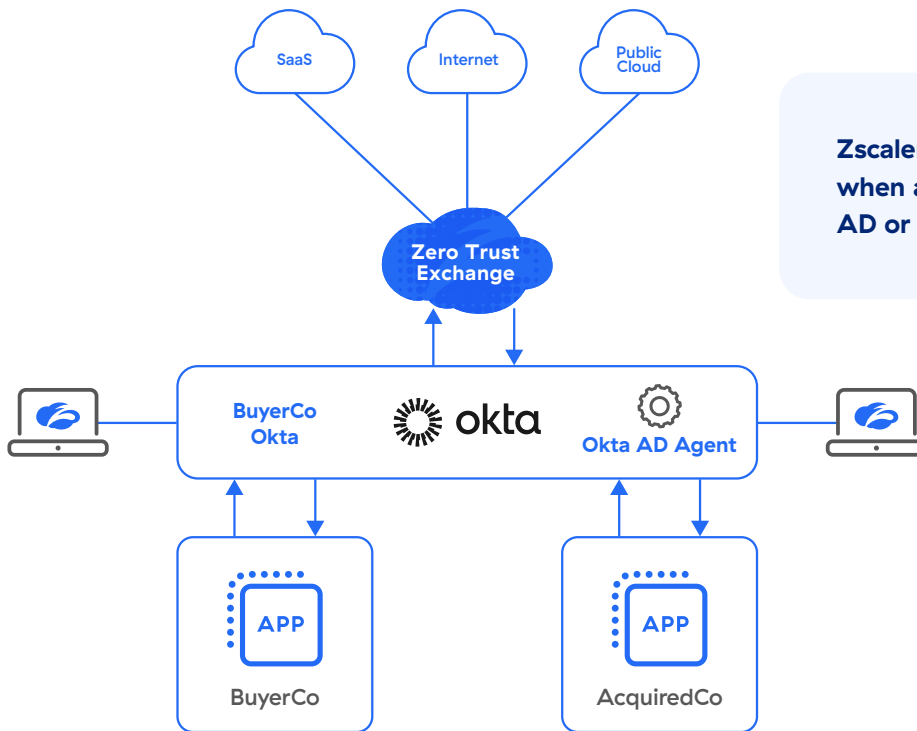 SaaS
Internet
Public
Cloud
Zscale
when a
AD or
Zero Trust
Exchange
BuyerCo
Okta
okta
Okta AD Agent
APP
BuyerCo
APP
AcquiredCo